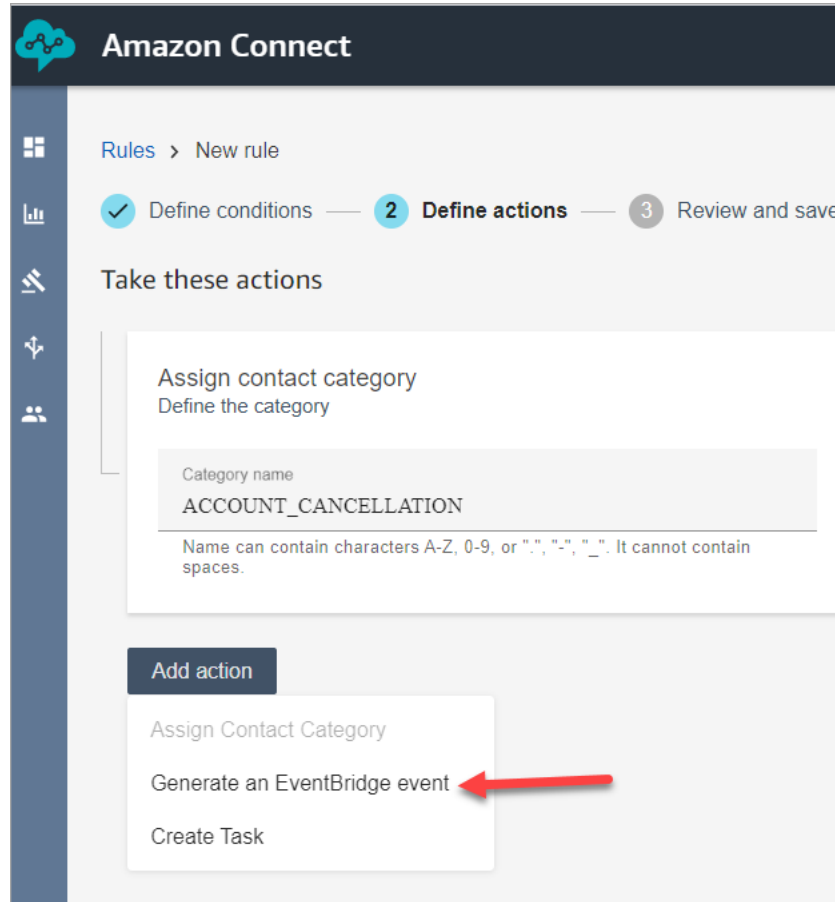 Amazon Connect
Rules > New rule
Define conditions 2 Define actions 3 Review and save
Take these actions
Assign contact category
Define the category
Category name
ACCOUNT_CANCELLATION
Name can contain characters A-Z, 0-9, or ".", "-", "_". It cannot contain
spaces.
Add action
Assign Contact Category
Generate an EventBridge event
Create Task